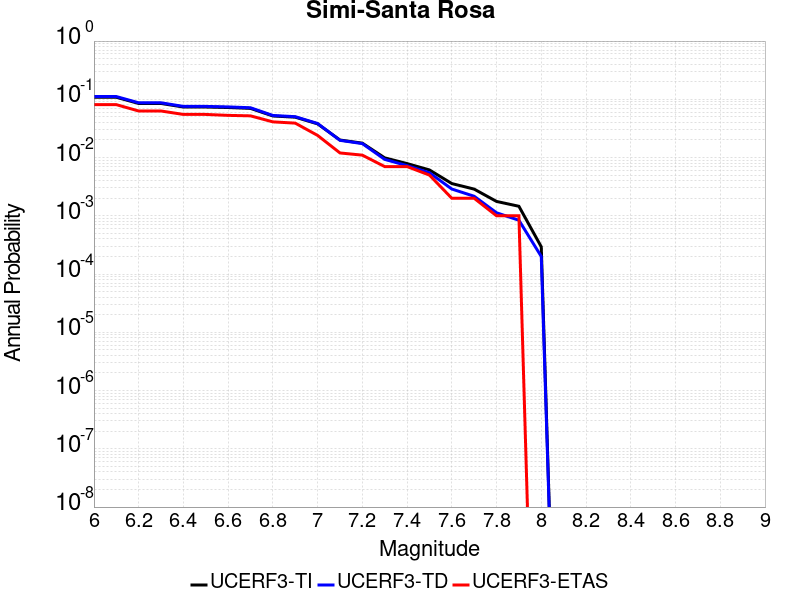 Simi-Santa Rosa
10^0
10^-1
10^-2
10^-3
10^-4
10^-5
10^-6
10^-7
10^-8
Annual Probability
6 6.2 6.4 6.6 6.8 7 7.2 7.4 7.6 7.8 8 8.2 8.4 8.6 8.8 9
Magnitude
UCERF3-TI UCERF3-TD UCERF3-ETAS